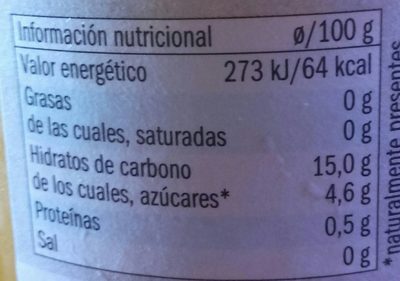 Información nutricional ø/100 g
Valor energético 273 kJ/64 kcal
Grasas 0 g
de las cuales, saturadas 0 g
Hidratos de carbono 15,0 g
de los cuales, azúcares* 4,6 g
Proteínas 0,5 g
Sal 0 g
*naturalmente presentes